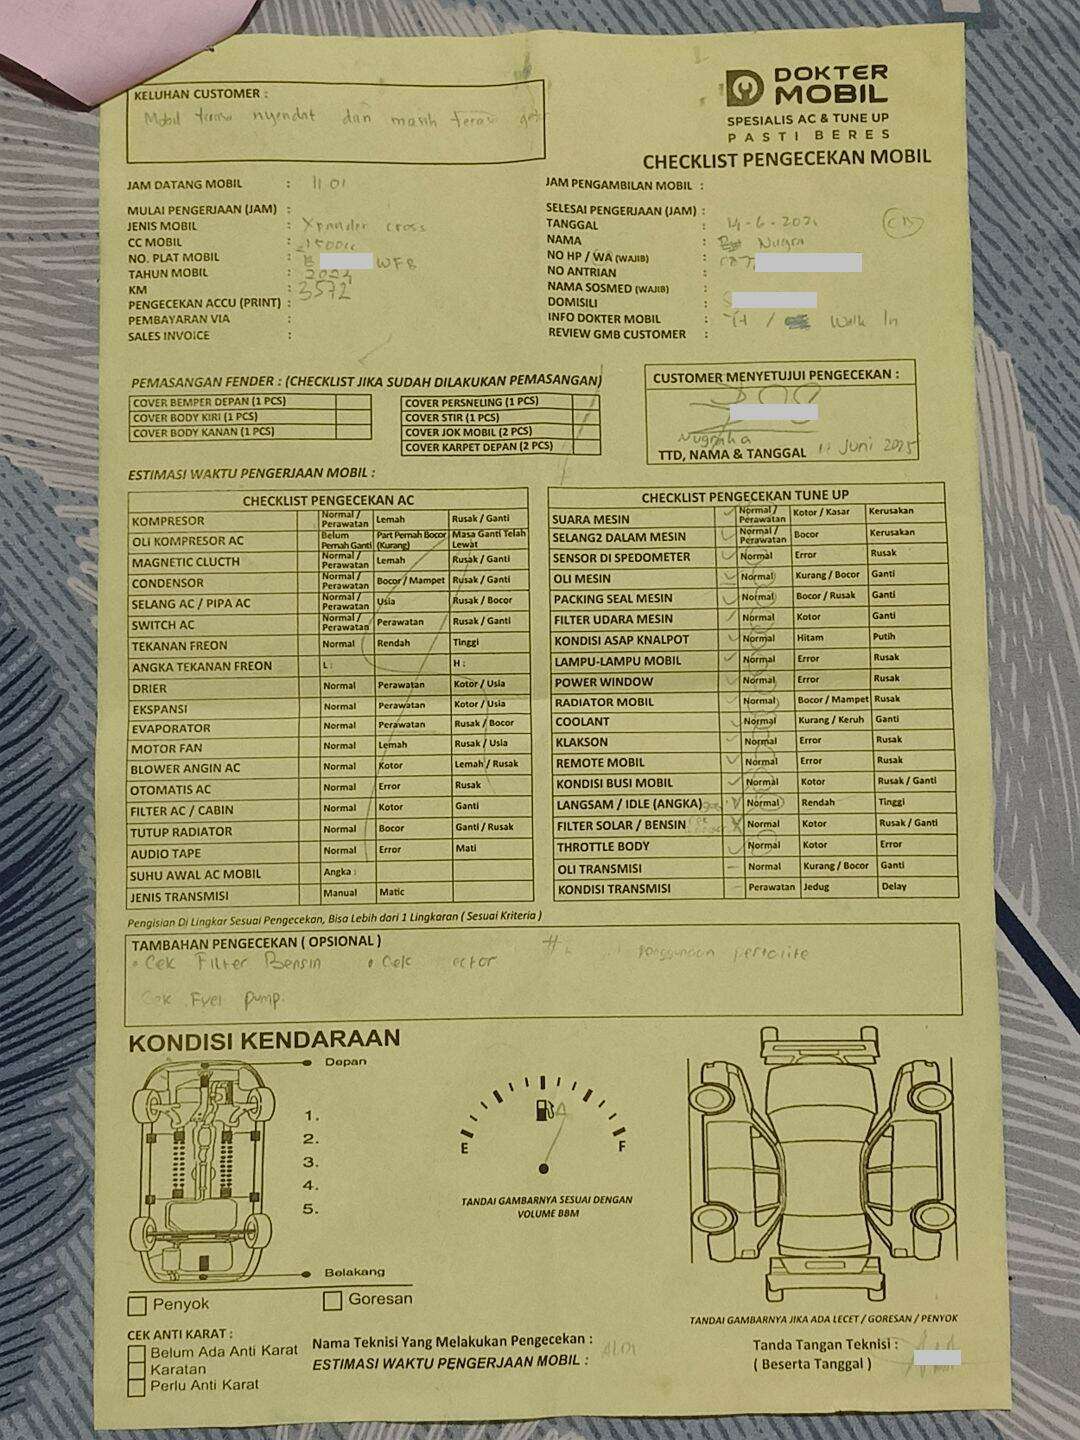 KELUHAN CUSTOMER :
Mobil terasa nyendat dan masih terasa
DOKTER
MOBIL
SPESIALIS AC & TUNE UP
PASTI BERES
CHECKLIST PENGECEKAN MOBIL
JAM DATANG MOBIL : 11 01
MULAI PENGERJAAN (JAM) :
JENIS MOBIL : Xpander cross
CC MOBIL : 1500cc
NO. PLAT MOBIL : B WFB
TAHUN MOBIL :
KM : 3572
PENGECEKAN ACCU (PRINT) :
PEMBAYARAN VIA :
SALES INVOICE :
JAM PENGAMBILAN MOBIL :
SELESAI PENGERJAAN (JAM) :
TANGGAL :
NAMA : Nugra
NO HP / WA (WAJIB) :
NO ANTRIAN :
NAMA SOSMED (WAJIB) :
DOMISILI :
INFO DOKTER MOBIL : / Walk In
REVIEW GMB CUSTOMER :
PEMASANGAN FENDER : (CHECKLIST JIKA SUDAH DILAKUKAN PEMASANGAN)
COVER BEMPER DEPAN (1 PCS)
COVER BODY KIRI (1 PCS)
COVER BODY KANAN (1 PCS)
COVER PERSNELING (1 PCS)
COVER STIR (1 PCS)
COVER JOK MOBIL (2 PCS)
COVER KARPET DEPAN (2 PCS)
CUSTOMER MENYETUJUI PENGECEKAN :
Nugraha
TTD, NAMA & TANGGAL 11 Juni 2025
ESTIMASI WAKTU PENGERJAAN MOBIL :
CHECKLIST PENGECEKAN AC
KOMPRESOR Normal / Perawatan Lemah Rusak / Ganti
OLI KOMPRESOR AC Belum Pernah Ganti Part Pernah Bocor (Kurang) Masa Ganti Telah Lewat
MAGNETIC CLUCTH Normal / Perawatan Lemah Rusak / Ganti
CONDENSOR Normal / Perawatan Bocor / Mampet Rusak / Ganti
SELANG AC / PIPA AC Normal / Perawatan Usia Rusak / Bocor
SWITCH AC Normal / Perawatan Perawatan Rusak / Ganti
TEKANAN FREON Normal Rendah Tinggi
ANGKA TEKANAN FREON L : H :
DRIER Normal Perawatan Kotor / Usia
EKSPANSI Normal Perawatan Kotor / Usia
EVAPORATOR Normal Perawatan Rusak / Bocor
MOTOR FAN Normal Lemah Rusak / Usia
BLOWER ANGIN AC Normal Kotor Lemah / Rusak
OTOMATIS AC Normal Error Rusak
FILTER AC / CABIN Normal Kotor Ganti
TUTUP RADIATOR Normal Bocor Ganti / Rusak
AUDIO TAPE Normal Error Mati
SUHU AWAL AC MOBIL Angka :
JENIS TRANSMISI Manual Matic
CHECKLIST PENGECEKAN TUNE UP
SUARA MESIN ✓ Normal / Perawatan Kotor / Kasar Kerusakan
SELANG2 DALAM MESIN ✓ Normal / Perawatan Bocor Kerusakan
SENSOR DI SPEDOMETER ✓ Normal Error Rusak
OLI MESIN ✓ Normal Kurang / Bocor Ganti
PACKING SEAL MESIN ✓ Normal Bocor / Rusak Ganti
FILTER UDARA MESIN ✓ Normal Kotor Ganti
KONDISI ASAP KNALPOT ✓ Normal Hitam Putih
LAMPU-LAMPU MOBIL ✓ Normal Error Rusak
POWER WINDOW ✓ Normal Error Rusak
RADIATOR MOBIL ✓ Normal Bocor / Mampet Rusak
COOLANT ✓ Normal Kurang / Keruh Ganti
KLAKSON ✓ Normal Error Rusak
REMOTE MOBIL ✓ Normal Error Rusak
KONDISI BUSI MOBIL ✓ Normal Kotor Rusak / Ganti
LANGSAM / IDLE (ANGKA) ✓ Normal Rendah Tinggi
FILTER SOLAR / BENSIN X Normal Kotor Rusak / Ganti
THROTTLE BODY ✓ Normal Kotor Error
OLI TRANSMISI – Normal Kurang / Bocor Ganti
KONDISI TRANSMISI – Perawatan Jedug Delay
Pengisian Di Lingkar Sesuai Pengecekan, Bisa Lebih dari 1 Lingkaran ( Sesuai Kriteria )
TAMBAHAN PENGECEKAN ( OPSIONAL )
• Cek Filter Bensin • Cek penggunaan pertalite
Cek Fuel pump.
KONDISI KENDARAAN
Depan
1.
2.
3.
4.
5.
Belakang
E F
TANDAI GAMBARNYA SESUAI DENGAN
VOLUME BBM
Penyok Goresan
TANDAI GAMBARNYA JIKA ADA LECET / GORESAN / PENYOK
CEK ANTI KARAT :
Belum Ada Anti Karat
Karatan
Perlu Anti Karat
Nama Teknisi Yang Melakukan Pengecekan :
ESTIMASI WAKTU PENGERJAAN MOBIL :
Tanda Tangan Teknisi :
( Beserta Tanggal )